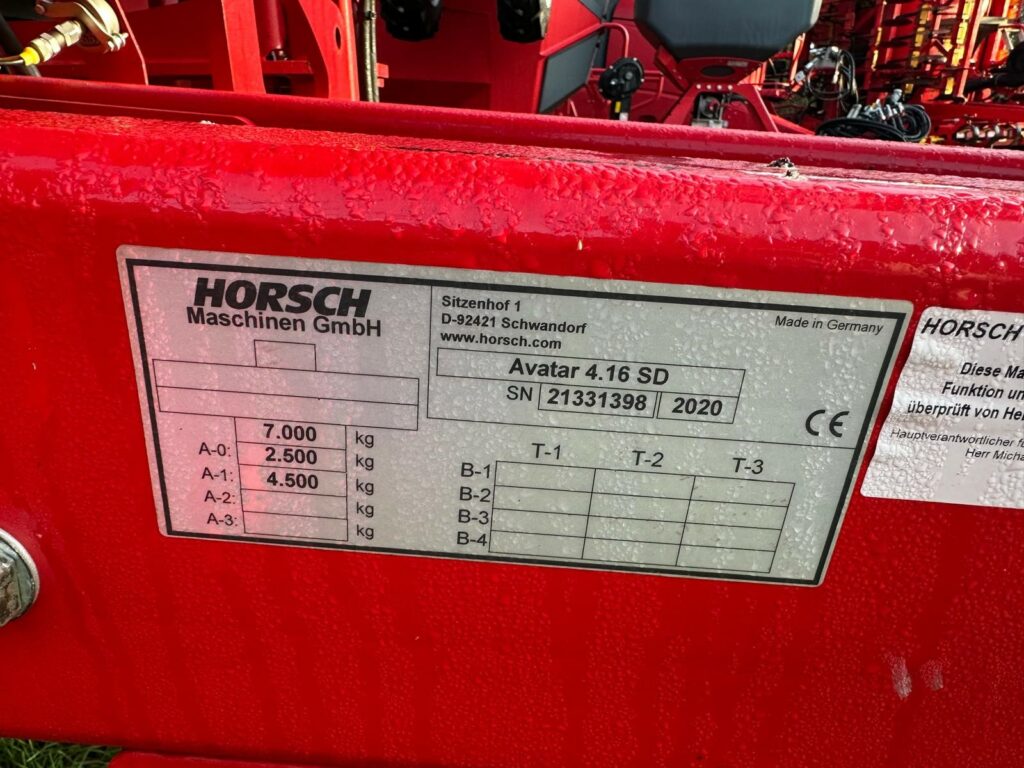 HORSCH
Maschinen GmbH
Sitzenhof 1
D-92421 Schwandorf
www.horsch.com
Made in Germany
Avatar 4.16 SD
SN 21331398 2020
CE
7.000 kg
A-0: 2.500 kg
A-1: 4.500 kg
A-2: kg
A-3: kg
T-1 T-2 T-3
B-1
B-2
B-3
B-4
HORSCH
Diese Ma
Funktion un
überprüft von He
Hauptverantwortlicher f
Herr Micha